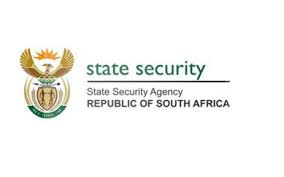 state security
State Security Agency
REPUBLIC OF SOUTH AFRICA